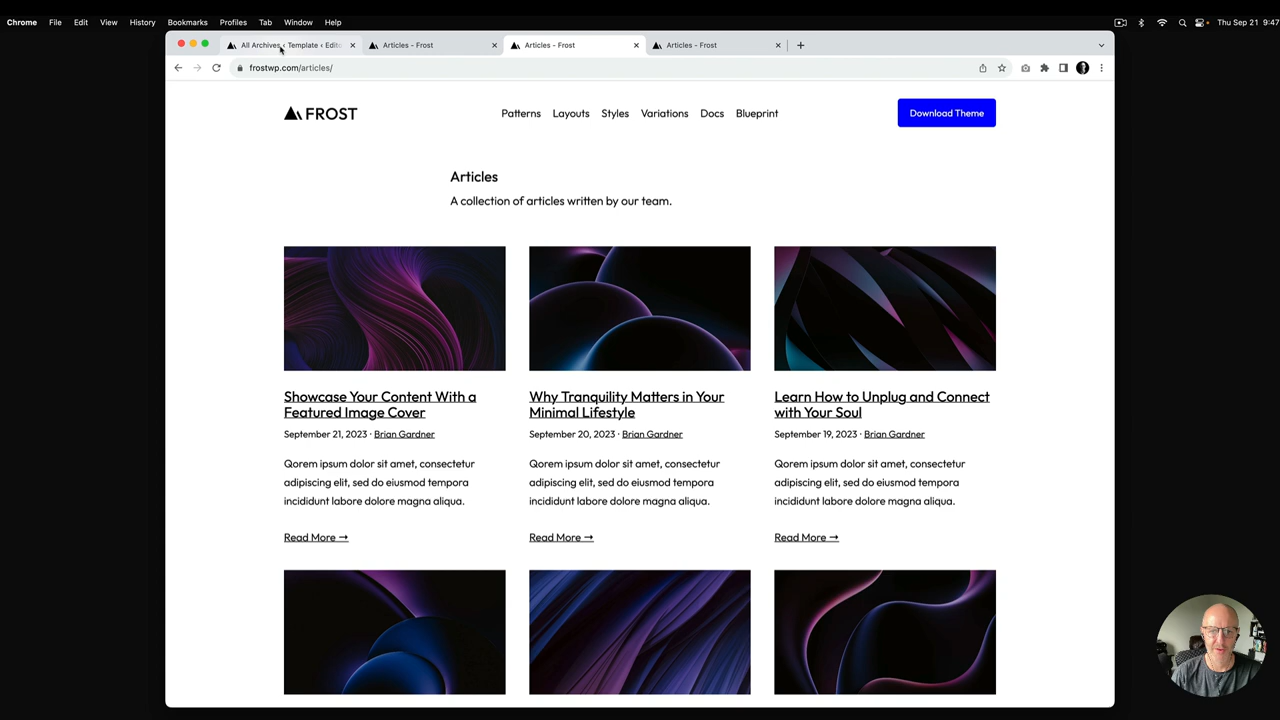 Chrome File Edit View History Bookmarks Profiles Tab Window Help Thu Sep 21 9:47
All Archives ‹ Template ‹ Edito Articles - Frost Articles - Frost Articles - Frost
frostwp.com/articles/
FROST Patterns Layouts Styles Variations Docs Blueprint Download Theme
Articles
A collection of articles written by our team.
Showcase Your Content With a
Featured Image Cover
September 21, 2023 · Brian Gardner
Qorem ipsum dolor sit amet, consectetur
adipiscing elit, sed do eiusmod tempora
incididunt labore dolore magna aliqua.
Read More →
Why Tranquility Matters in Your
Minimal Lifestyle
September 20, 2023 · Brian Gardner
Qorem ipsum dolor sit amet, consectetur
adipiscing elit, sed do eiusmod tempora
incididunt labore dolore magna aliqua.
Read More →
Learn How to Unplug and Connect
with Your Soul
September 19, 2023 · Brian Gardner
Qorem ipsum dolor sit amet, consectetur
adipiscing elit, sed do eiusmod tempora
incididunt labore dolore magna aliqua.
Read More →